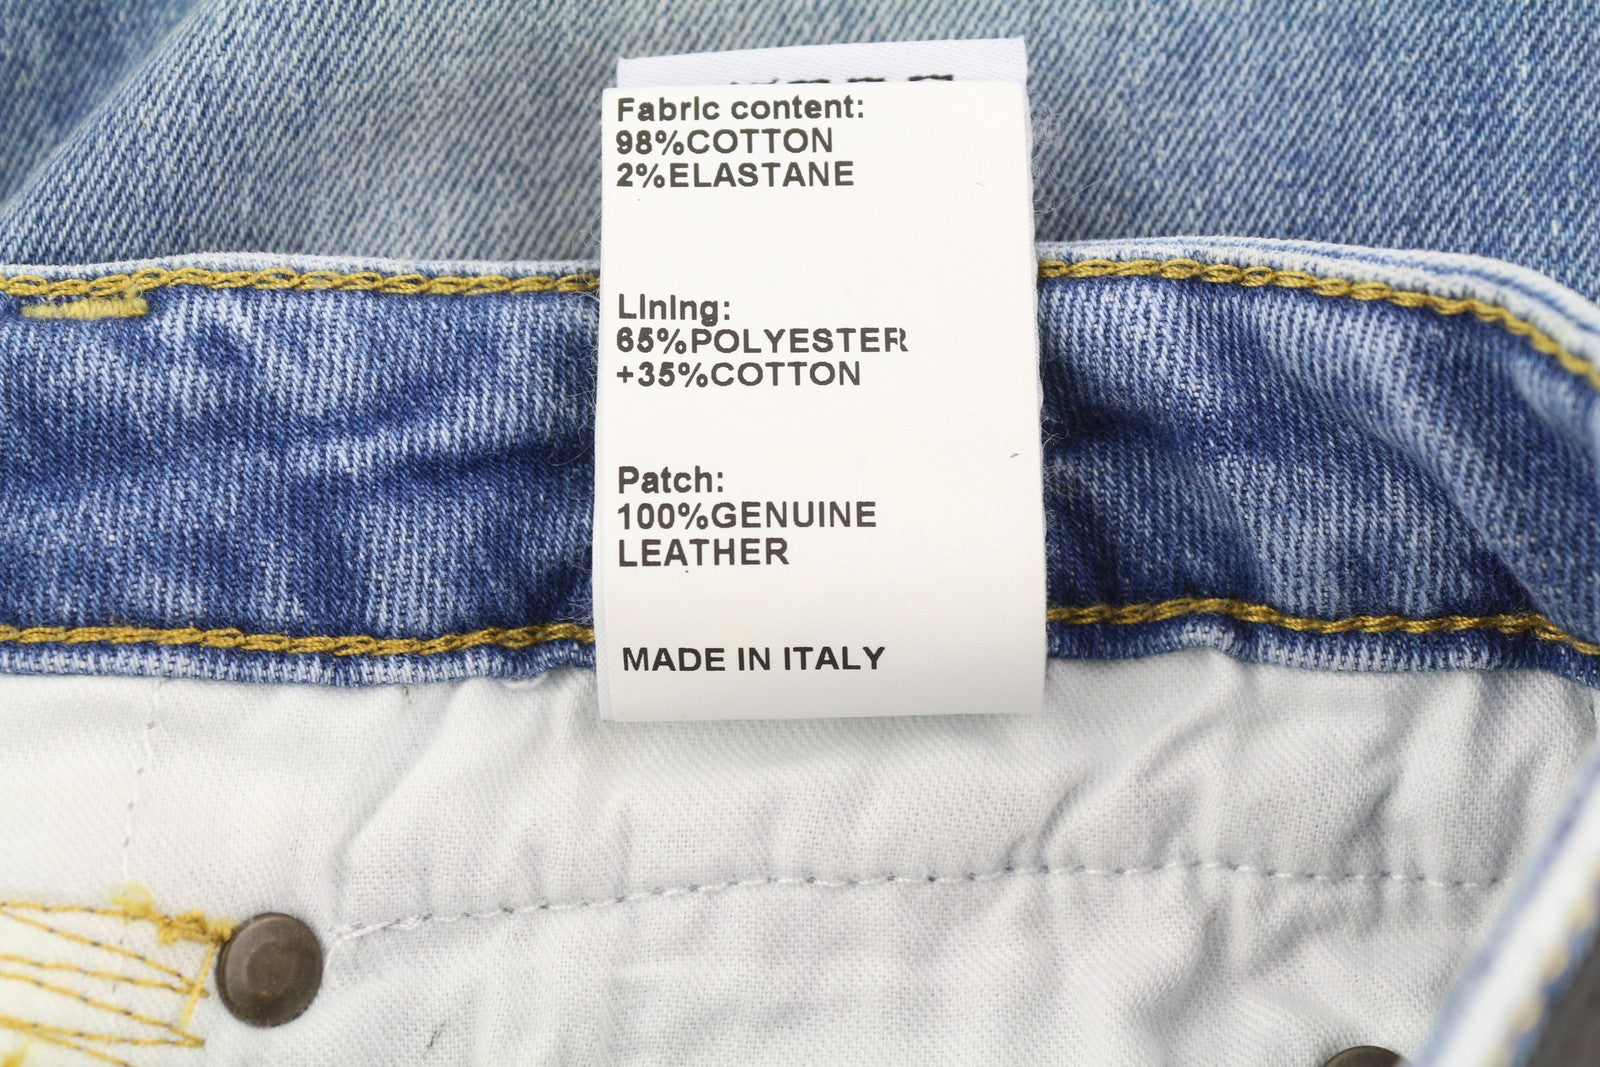 Fabric content:
98%COTTON
2%ELASTANE
Lining:
65%POLYESTER
+35%COTTON
Patch:
100%GENUINE
LEATHER
MADE IN ITALY